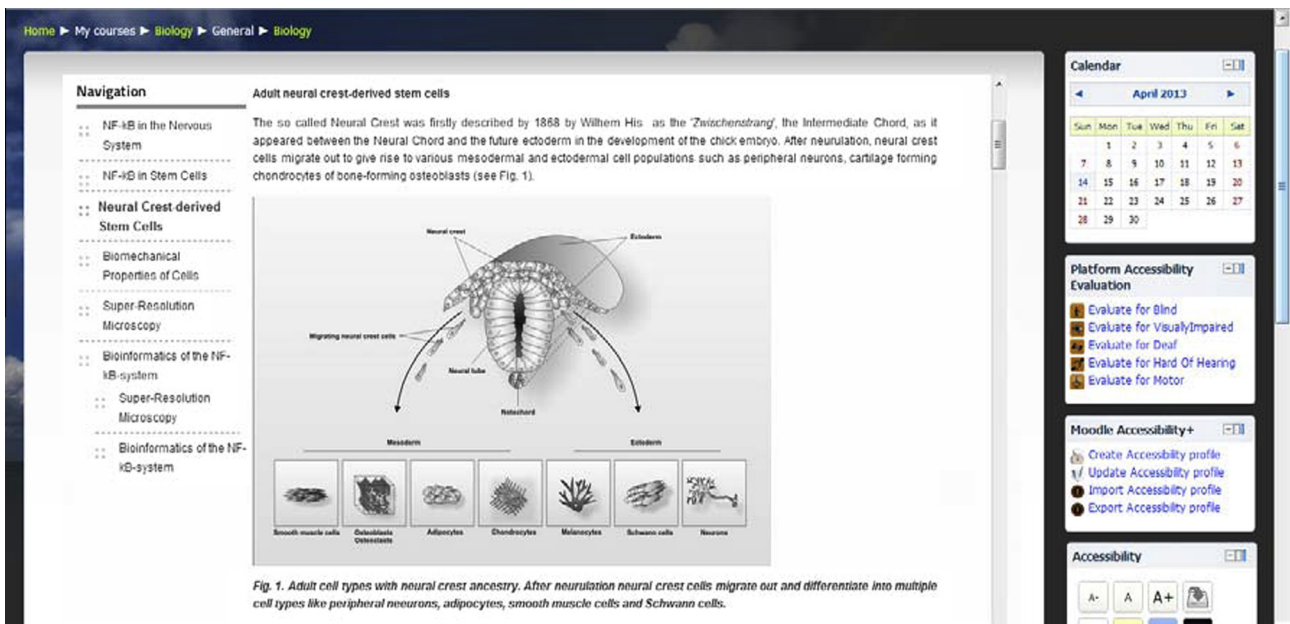 Home ► My courses ► Biology ► General ► Biology
Navigation
NF-kB in the Nervous
System
NF-kB in Stem Cells
Neural Crest-derived
Stem Cells
Biomechanical
Properties of Cells
Super-Resolution
Microscopy
Bioinformatics of the NF-
kB-system
Super-Resolution
Microscopy
Bioinformatics of the NF-
kB-system
Adult neural crest-derived stem cells
The so called Neural Crest was firstly described by 1868 by Wilhem His as the 'Zwischenstrang', the Intermediate Chord, as it
appeared between the Neural Chord and the future ectoderm in the development of the chick embryo. After neurulation, neural crest
cells migrate out to give rise to various mesodermal and ectodermal cell populations such as peripheral neurons, cartilage forming
chondrocytes of bone-forming osteoblasts (see Fig. 1).
Neural crest
Ectoderm
Migrating neural crest cells
Neural tube
Notochord
Mesoderm
Ectoderm
Smooth muscle cells
Osteoblasts
Osteoclasts
Adipocytes
Chondrocytes
Melanocytes
Schwann cells
Neurons
Fig. 1. Adult cell types with neural crest ancestry. After neurulation neural crest cells migrate out and differentiate into multiple
cell types like peripheral neeurons, adipocytes, smooth muscle cells and Schwann cells.
Calendar
◄ April 2013 ►
Sun Mon Tue Wed Thu Fri Sat
1 2 3 4 5 6
7 8 9 10 11 12 13
14 15 16 17 18 19 20
21 22 23 24 25 26 27
28 29 30
Platform Accessibility
Evaluation
Evaluate for Blind
Evaluate for VisuallyImpaired
Evaluate for Deaf
Evaluate for Hard Of Hearing
Evaluate for Motor
Moodle Accessibility+
Create Accessbility profile
Update Accessbility profile
Import Accessbility profile
Export Accessbility profile
Accessibility
A- A A+